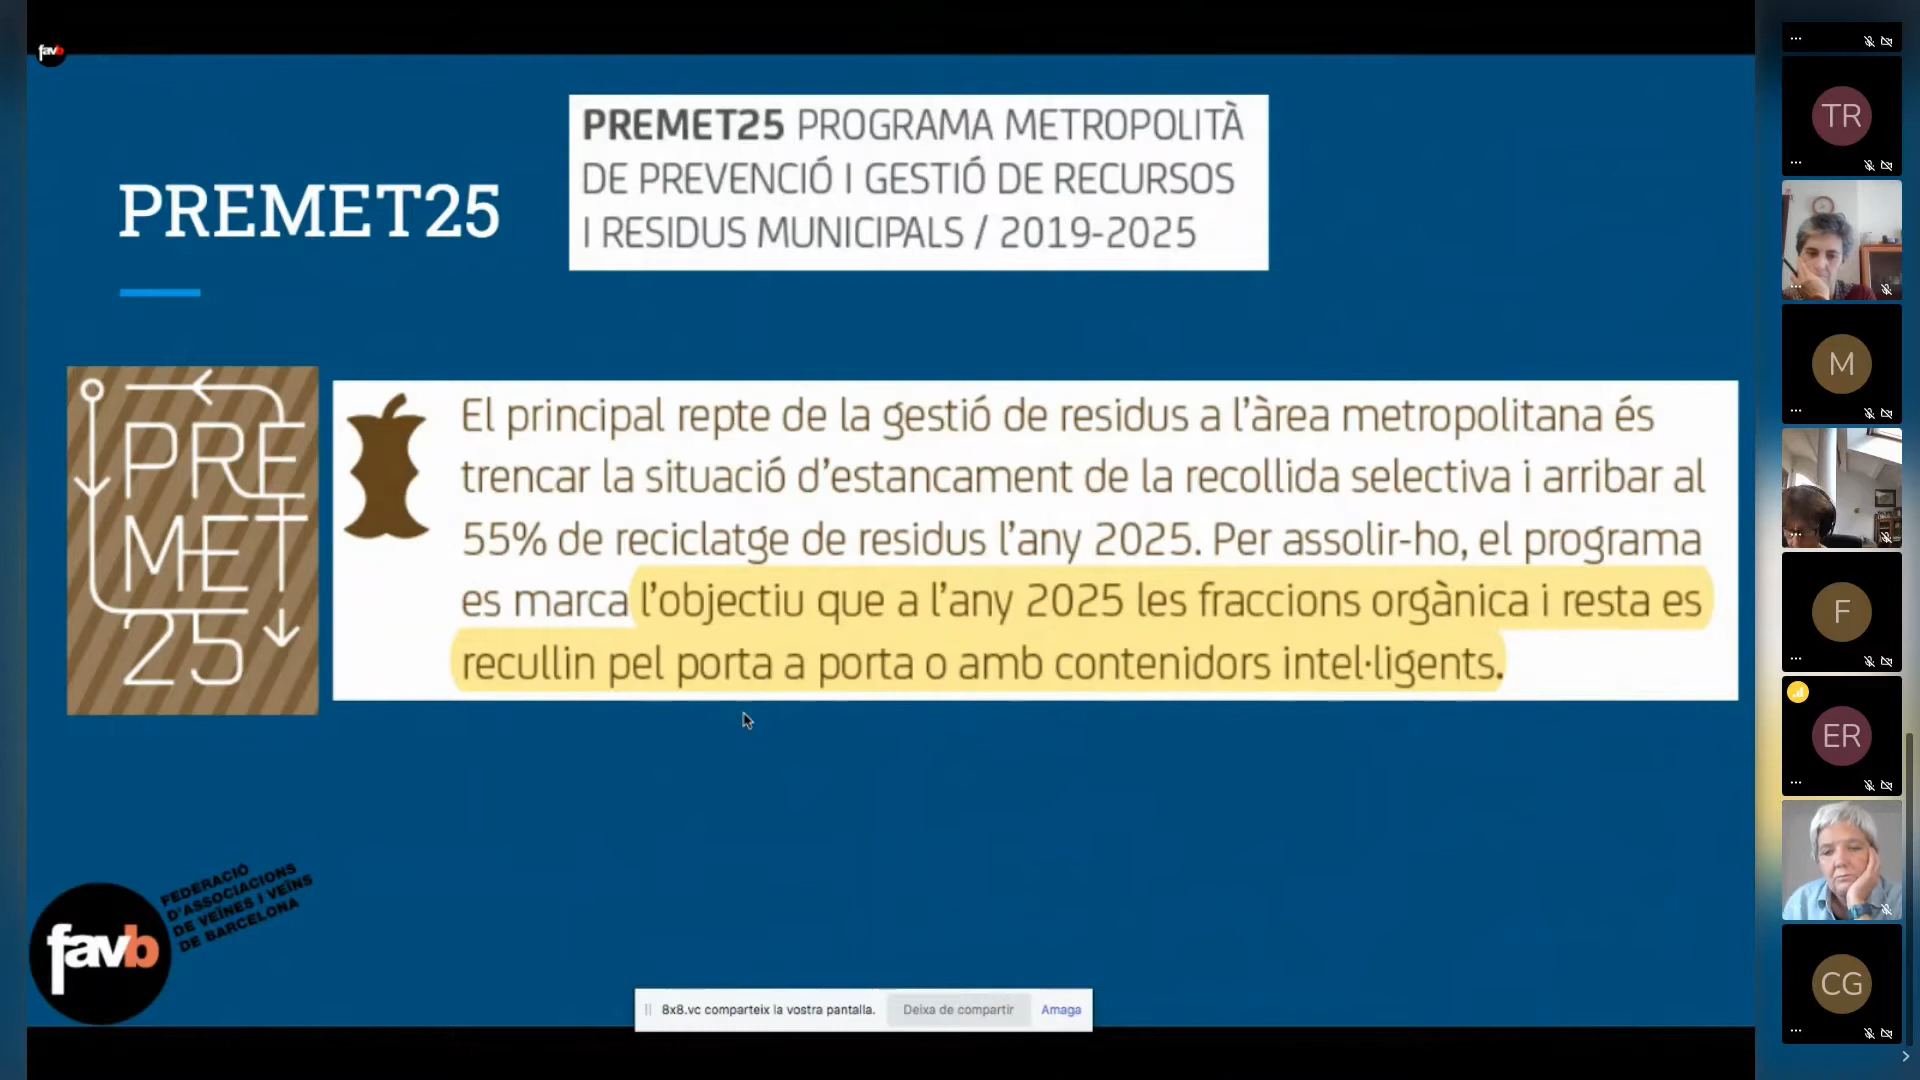 favb
PREMET25
PREMET25 PROGRAMA METROPOLITÀ
DE PREVENCIÓ I GESTIÓ DE RECURSOS
I RESIDUS MUNICIPALS / 2019-2025
PRE
MET
25
El principal repte de la gestió de residus a l’àrea metropolitana és
trencar la situació d’estancament de la recollida selectiva i arribar al
55% de reciclatge de residus l’any 2025. Per assolir-ho, el programa
es marca l’objectiu que a l’any 2025 les fraccions orgànica i resta es
recullin pel porta a porta o amb contenidors intel·ligents.
favb
FEDERACIÓ
D'ASSOCIACIONS
DE VEÏNES I VEÏNS
DE BARCELONA
8x8.vc comparteix la vostra pantalla.
Deixa de compartir
Amaga
TR
M
F
ER
CG